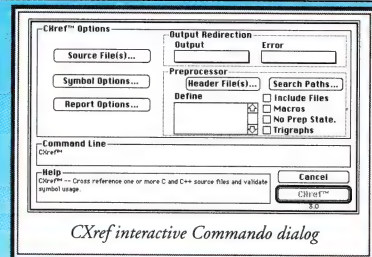 CXref™ Options
Source File(s)...
Symbol Options...
Report Options...
Output Redirection
Output Error
Preprocessor
Header File(s)... Search Paths...
Define
Include Files
Macros
No Prep State.
Trigraphs
Command Line
CXref™
Help
CXref™ -- Cross reference one or more C and C++ source files and validate
symbol usage.
Cancel
CXref™
3.0
CXref interactive Commando dialog